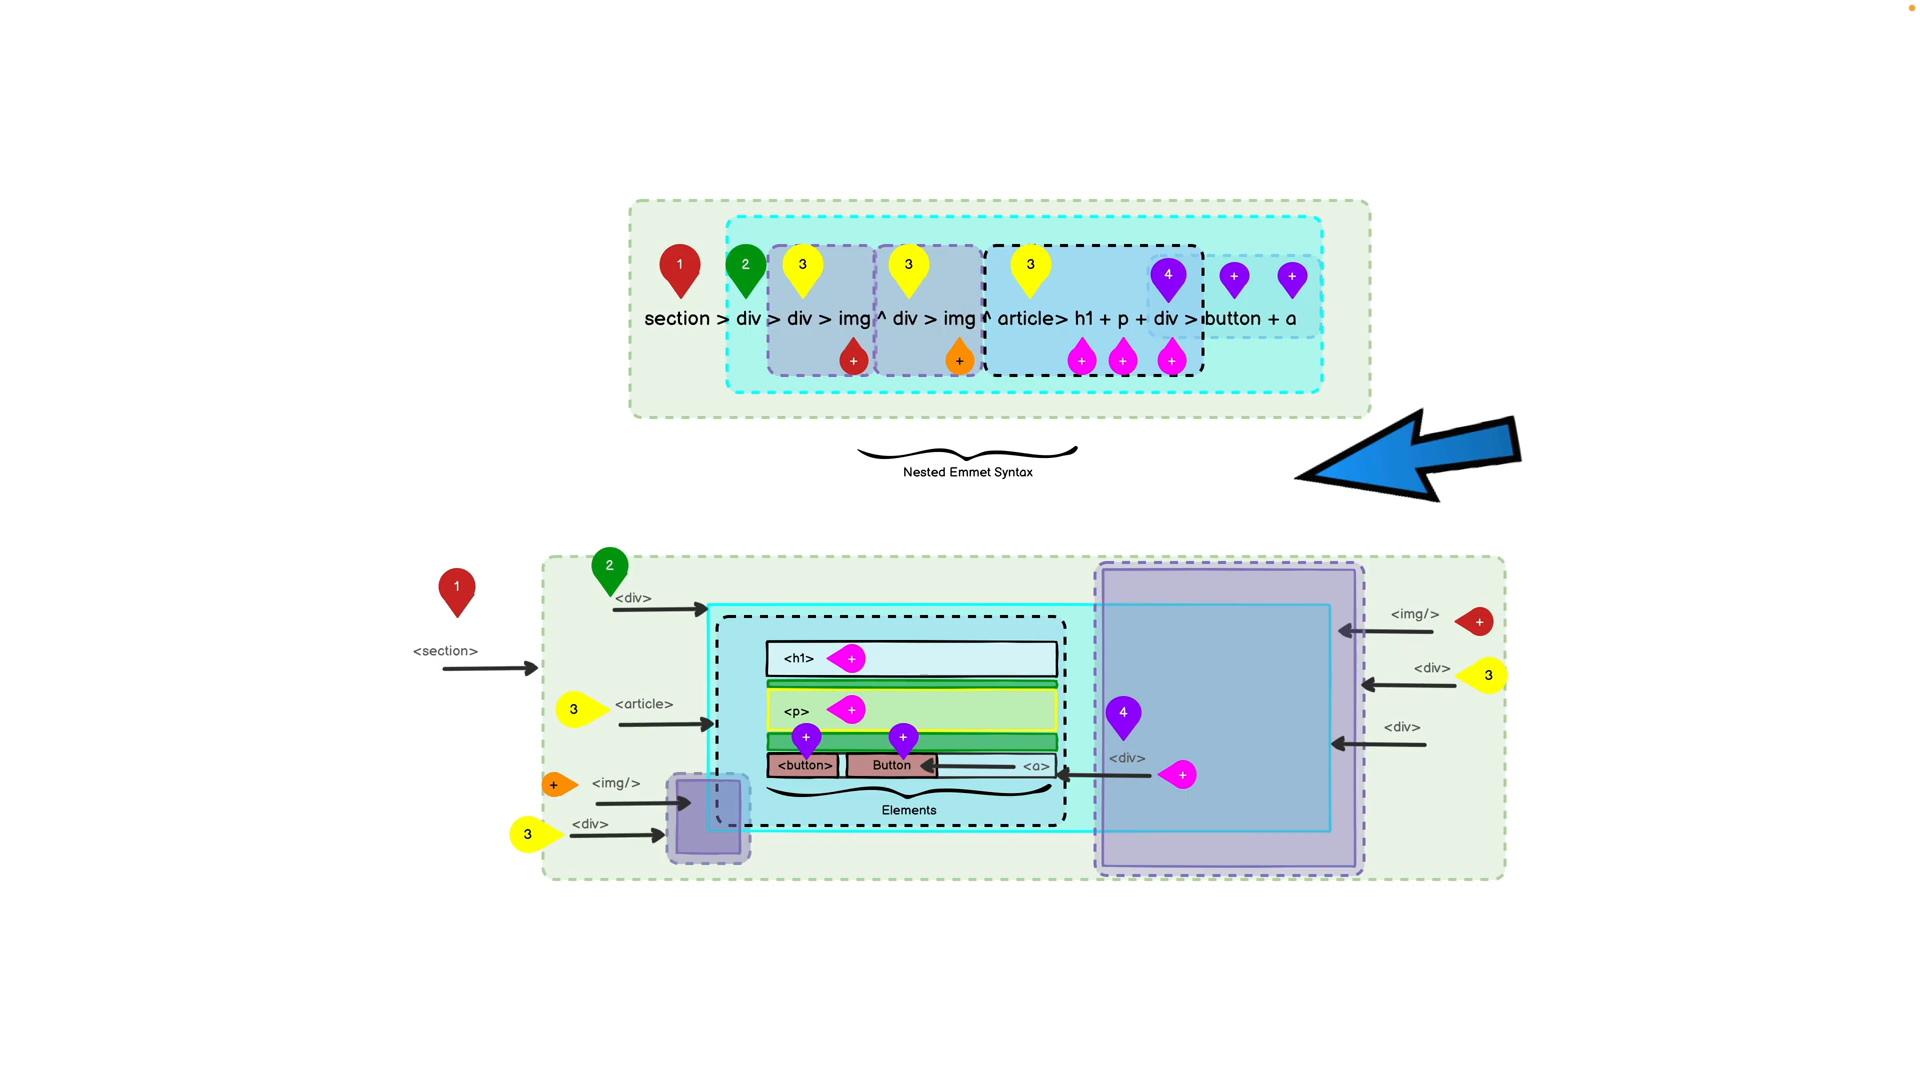 1 2 3 3 3 4 + +
section > div > div > img ^ div > img ^ article> h1 + p + div > button + a
+ + + + +
Nested Emmet Syntax
2
1
<div>
<img/> +
<section>
<h1> +
<div> 3
3 <article>
<p> +
4
<div>
+ +
<button> Button <a>
<div>
+
+ <img/>
Elements
3 <div>